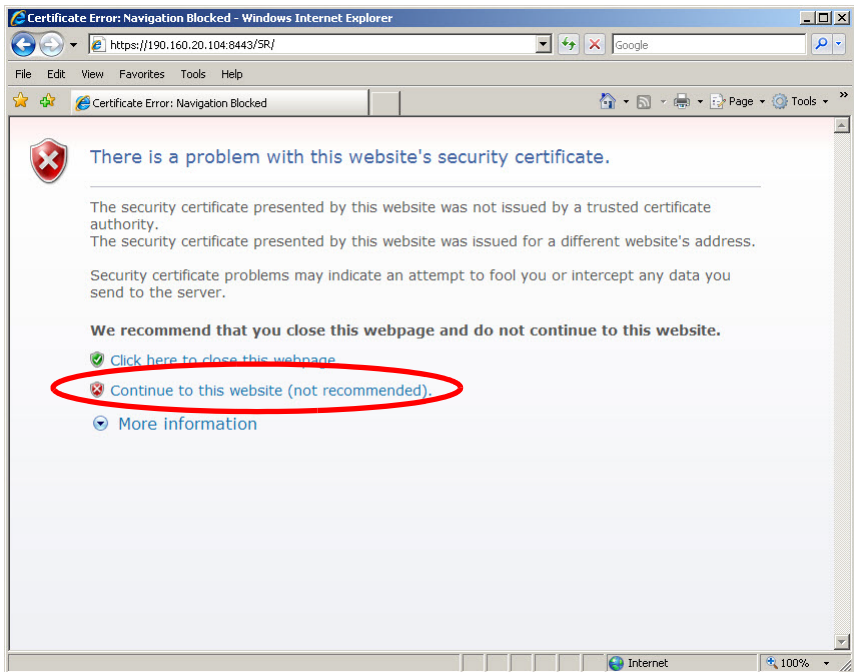 Certificate Error: Navigation Blocked - Windows Internet Explorer
https://190.160.20.104:8443/SR/
Google
File Edit View Favorites Tools Help
Certificate Error: Navigation Blocked
Page Tools »
There is a problem with this website's security certificate.
The security certificate presented by this website was not issued by a trusted certificate
authority.
The security certificate presented by this website was issued for a different website's address.
Security certificate problems may indicate an attempt to fool you or intercept any data you
send to the server.
We recommend that you close this webpage and do not continue to this website.
Click here to close this webpage.
Continue to this website (not recommended).
More information
Internet 100%